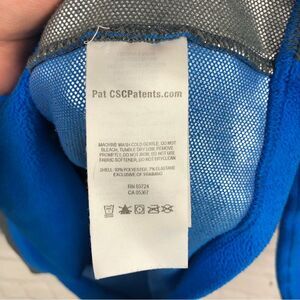 Pat CSCPatents.com
MACHINE WASH COLD GENTLE, DO NOT
BLEACH, TUMBLE DRY LOW, REMOVE
PROMPTLY, DO NOT IRON, DO NOT USE
FABRIC SOFTENER, DO NOT DRYCLEAN
SHELL: 93% POLYESTER, 7% ELASTANE
EXCLUSIVE OF
RN 69724
CA 05367